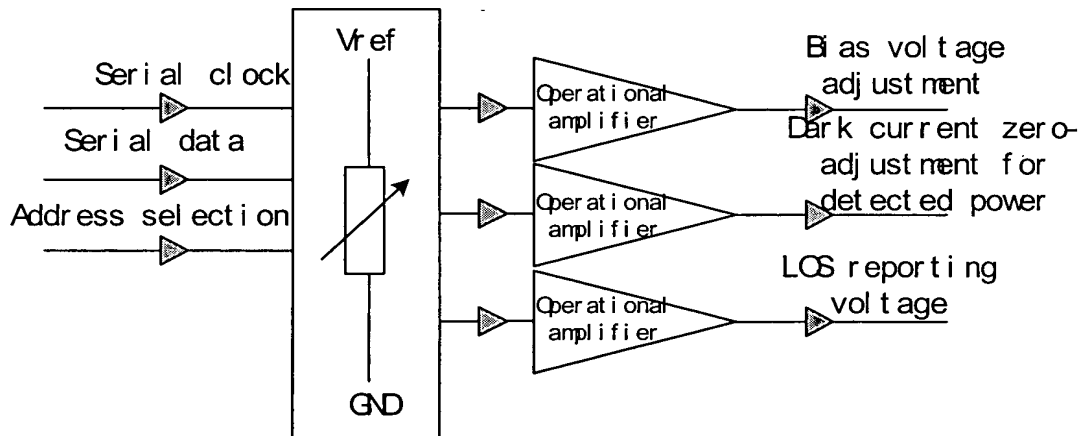 Vref
Serial clock
Serial data
Address selection
GND
Operational
amplifier
Operational
amplifier
Operational
amplifier
Bias voltage
adjustment
Dark current zero-
adjustment for
detected power
LOS reporting
voltage